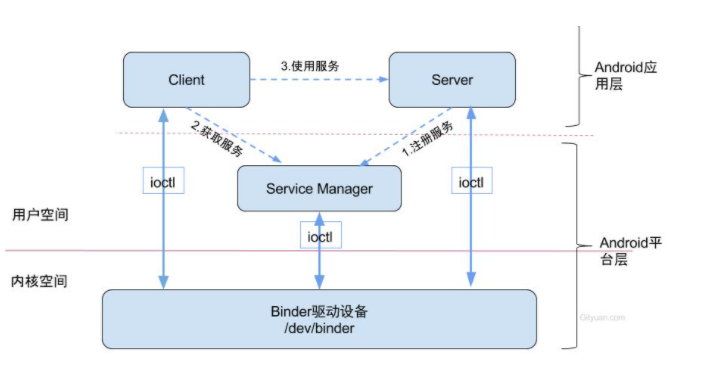 3.使用服务
Client
Server
Android应
用层
2.获取服务
1.注册服务
ioctl
ioctl
Service Manager
用户空间
ioctl
Android平
台层
内核空间
Binder驱动设备
/dev/binder
Gityuan.com